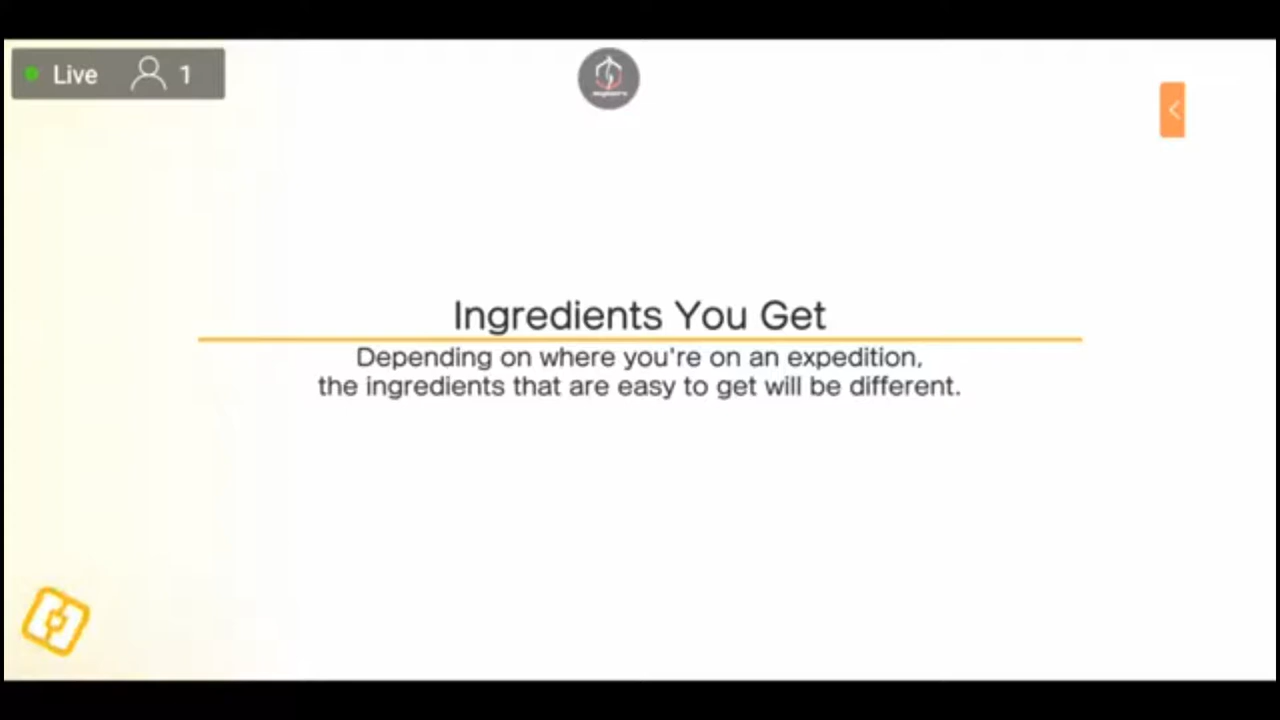 Live 1
Ingredients You Get
Depending on where you're on an expedition,
the ingredients that are easy to get will be different.